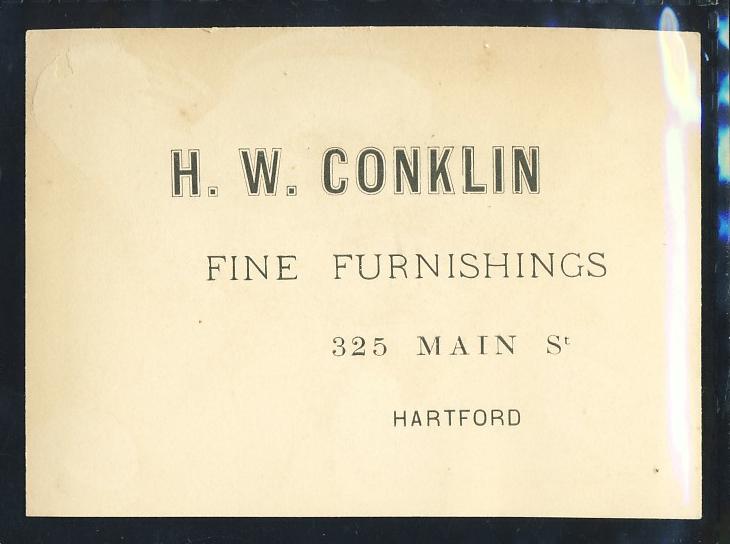 H. W. CONKLIN
FINE FURNISHINGS
325 MAIN St
HARTFORD